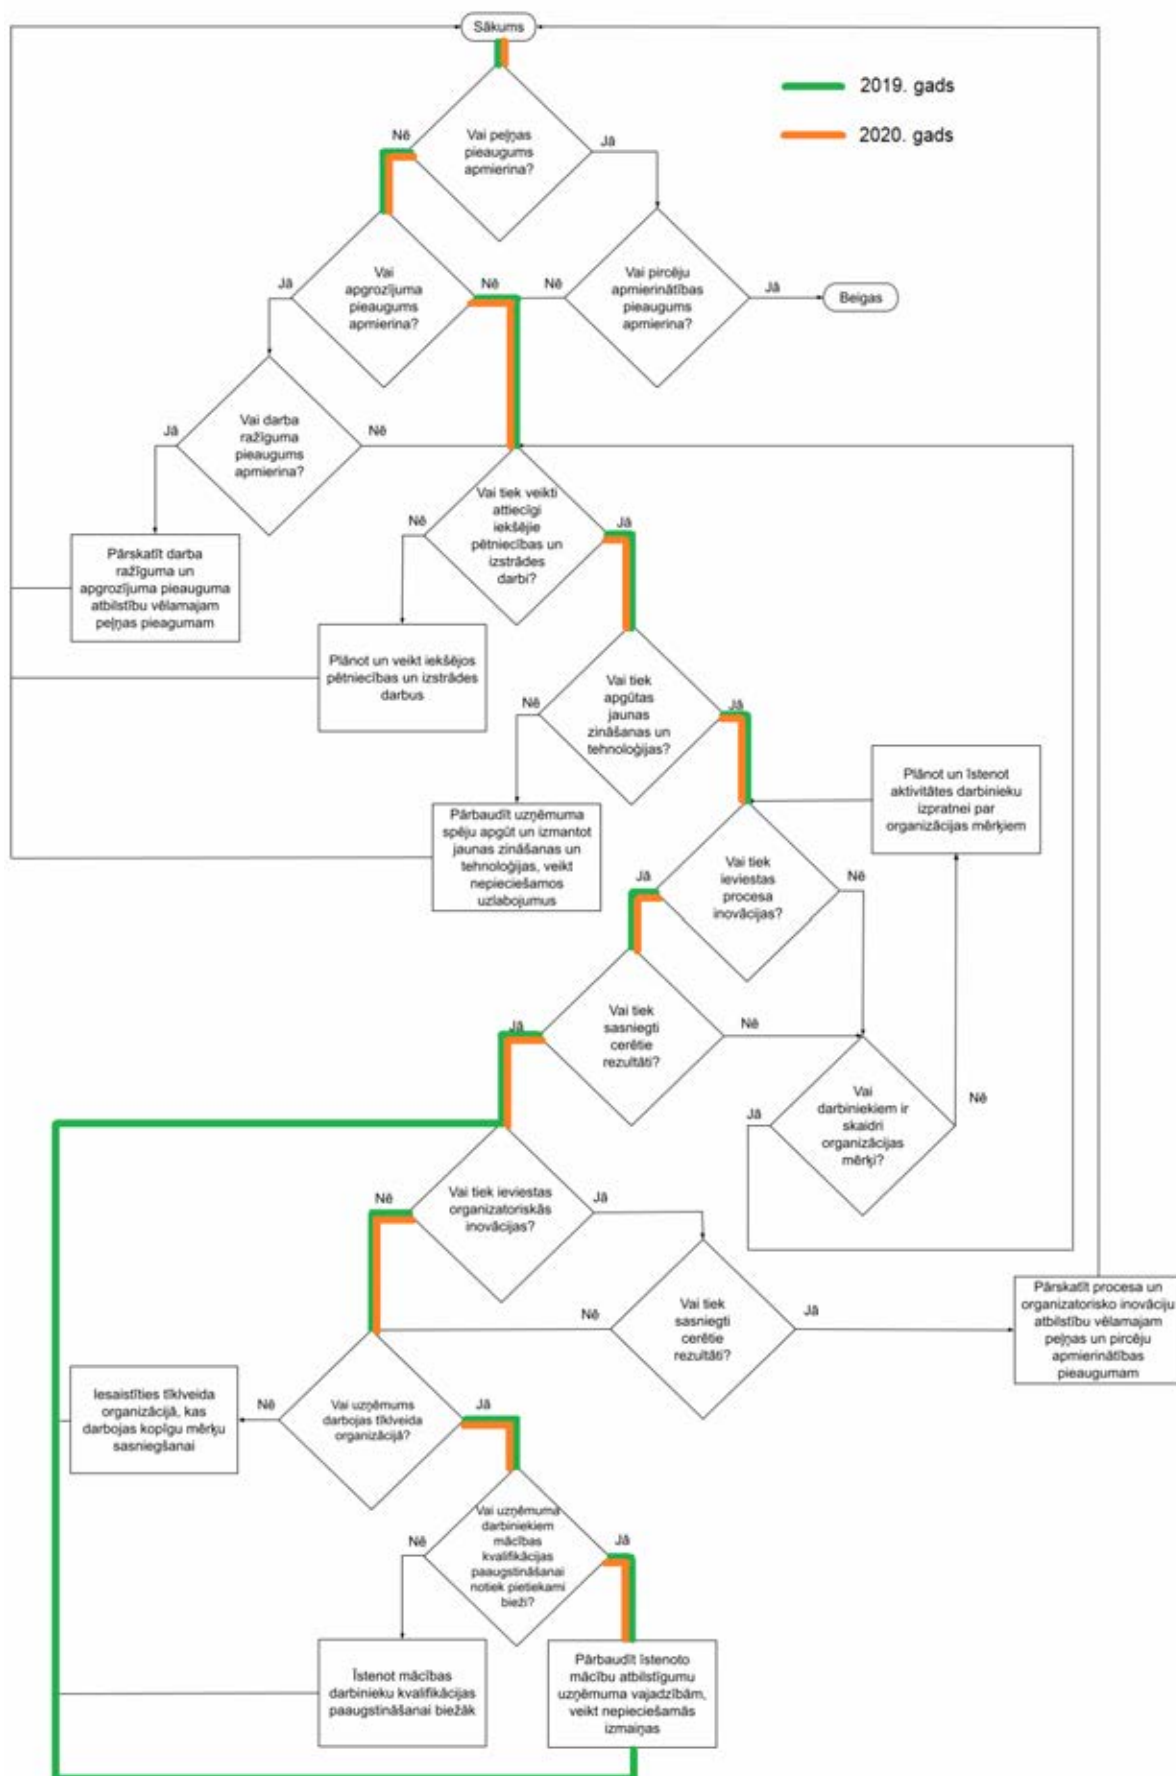 Sākums
2019. gads
2020. gads
Vai peļņas
pieaugums
apmierina?
Nē
Jā
Vai
apgrozījuma
pieaugums
apmierina?
Jā
Nē
Nē
Vai pircēju
apmierinātības
pieaugums
apmierina?
Jā
Beigas
Vai darba
ražīguma
pieaugums
apmierina?
Jā
Nē
Vai tiek veikti
attiecīgi
iekšējie
pētniecības un
izstrādes
darbi?
Nē
Jā
Pārskatīt darba
ražīguma un
apgrozījuma pieauguma
atbilstību vēlamajam
peļņas pieagumam
Plānot un veikt iekšējos
pētniecības un izstrādes
darbus
Vai tiek
apgūtas
jaunas
zināšanas un
tehnoloģijas?
Nē
Jā
Plānot un īstenot
aktivitātes darbinieku
izpratnei par
organizācijas mērķiem
Pārbaudīt uzņēmuma
spēju apgūt un izmantot
jaunas zināšanas un
tehnoloģijas, veikt
nepieciešamos
uzlabojumus
Vai tiek
ieviestas
procesa
inovācijas?
Jā
Nē
Vai tiek
sasniegti
cerētie
rezultāti?
Jā
Nē
Vai
darbiniekiem ir
skaidri
organizācijas
mērķi?
Jā
Nē
Vai tiek ieviestas
organizatoriskās
inovācijas?
Nē
Jā
Vai tiek
sasniegti
cerētie
rezultāti?
Nē
Jā
Pārskatīt procesa un
organizatorisko inovāciju
atbilstību vēlamajam
peļņas un pircēju
apmierinātības
pieaugumam
Iesaistīties tīklveida
organizācijā, kas
darbojas kopīgu mērķu
sasniegšanai
Nē
Vai uzņēmums
darbojas tīklveida
organizācijā?
Jā
Vai uzņēmuma
darbiniekiem
mācības
kvalifikācijas
paaugstināšanai
notiek pietiekami
bieži?
Nē
Jā
Īstenot mācības
darbinieku kvalifikācijas
paaugstināšanai biežāk
Pārbaudīt īstenoto
mācību atbilstīgumu
uzņēmuma vajadzībām,
veikt nepieciešamās
izmaiņas